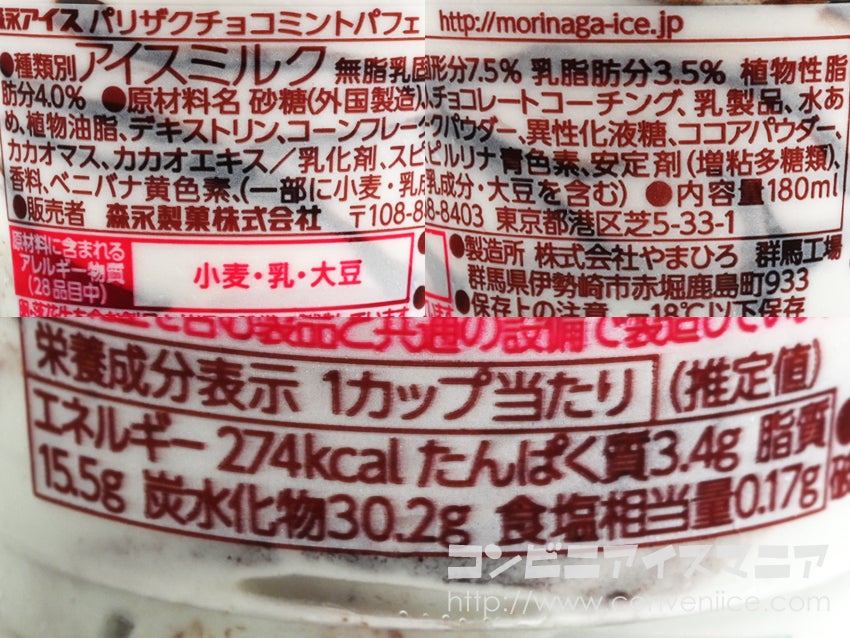 森永アイス パリザクチョコミントパフェ
http://morinaga-ice.jp
●種類別 アイスミルク 無脂乳固形分7.5% 乳脂肪分3.5% 植物性脂
肪分4.0% ●原材料名 砂糖(外国製造)、チョコレートコーチング、乳製品、水あ
め、植物油脂、デキストリン、コーンフレークパウダー、異性化液糖、ココアパウダー、
カカオマス、カカオエキス／乳化剤、スピルリナ青色素、安定剤(増粘多糖類)、
香料、ベニバナ黄色素、(一部に小麦・乳成分・大豆を含む) ●内容量180ml
●販売者 森永製菓株式会社 〒108-8403 東京都港区芝5-33-1
原材料に含まれる
アレルギー物質
(28品目中)
小麦・乳・大豆
●製造所 株式会社やまひろ 群馬工場
群馬県伊勢崎市赤堀鹿島町933
●保存上の注意 −18℃以下保存
を含む製品と共通の設備で製造してい
栄養成分表示 1カップ当たり (推定値)
エネルギー 274kcal たんぱく質3.4g 脂質
15.5g 炭水化物30.2g 食塩相当量0.17g
コンビニアイスマニア
http://www.conveniice.com